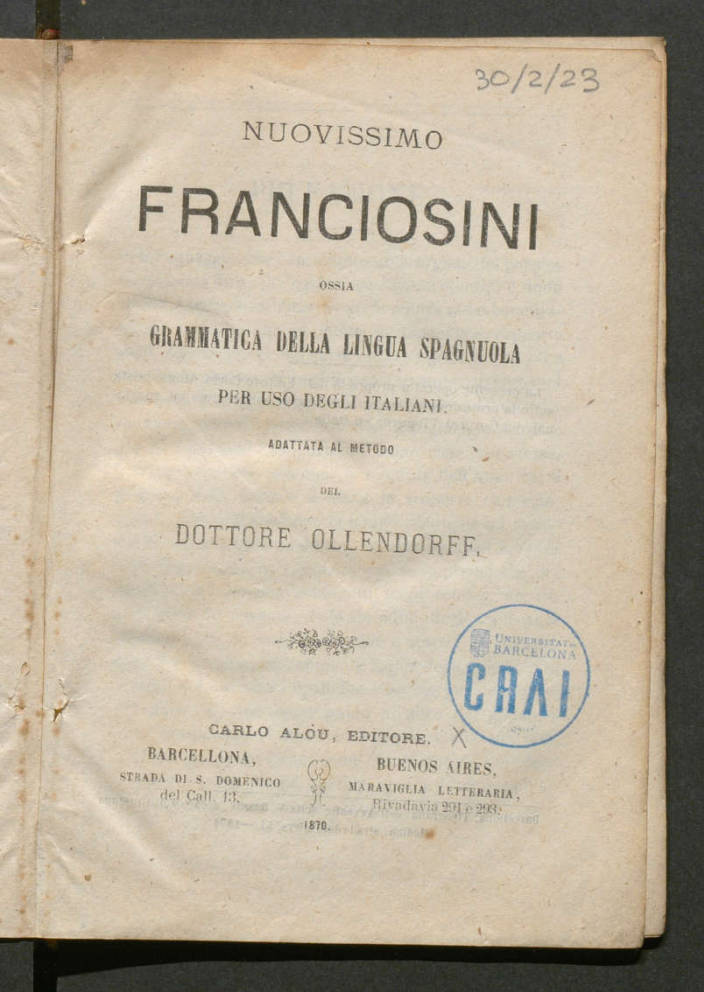 30/2/23
NUOVISSIMO
FRANCIOSINI
OSSIA
GRAMMATICA DELLA LINGUA SPAGNUOLA
PER USO DEGLI ITALIANI.
ADATTATA AL METODO
DEL
DOTTORE OLLENDORFF.
UNIVERSITAT DE
BARCELONA
CRAI
CARLO ALOU, EDITORE. X
BARCELLONA,
STRADA DI S. DOMENICO
del Call, 13.
BUENOS AIRES,
MARAVIGLIA LETTERARIA,
Rivadavia 291 e 293.
1870.